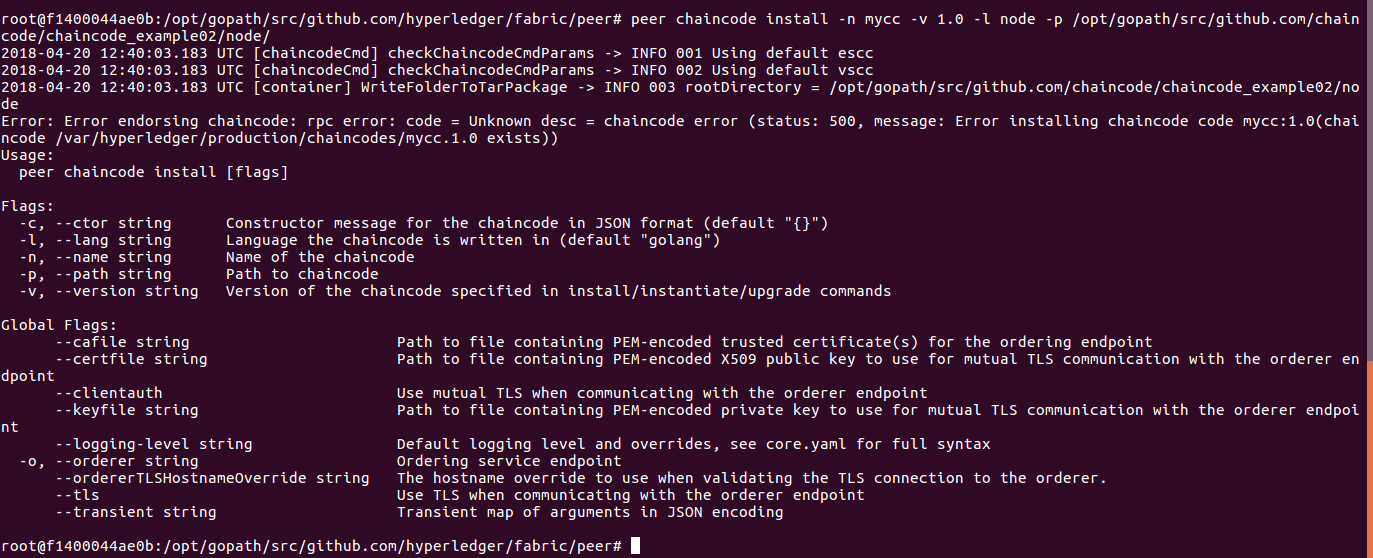 root@f1400044ae0b:/opt/gopath/src/github.com/hyperledger/fabric/peer# peer chaincode install -n mycc -v 1.0 -l node -p /opt/gopath/src/github.com/chain
code/chaincode_example02/node/
2018-04-20 12:40:03.183 UTC [chaincodeCmd] checkChaincodeCmdParams -> INFO 001 Using default escc
2018-04-20 12:40:03.183 UTC [chaincodeCmd] checkChaincodeCmdParams -> INFO 002 Using default vscc
2018-04-20 12:40:03.183 UTC [container] WriteFolderToTarPackage -> INFO 003 rootDirectory = /opt/gopath/src/github.com/chaincode/chaincode_example02/no
de
Error: Error endorsing chaincode: rpc error: code = Unknown desc = chaincode error (status: 500, message: Error installing chaincode code mycc:1.0(chai
ncode /var/hyperledger/production/chaincodes/mycc.1.0 exists))
Usage:
  peer chaincode install [flags]

Flags:
  -c, --ctor string      Constructor message for the chaincode in JSON format (default "{}")
  -l, --lang string      Language the chaincode is written in (default "golang")
  -n, --name string      Name of the chaincode
  -p, --path string      Path to chaincode
  -v, --version string   Version of the chaincode specified in install/instantiate/upgrade commands

Global Flags:
      --cafile string                       Path to file containing PEM-encoded trusted certificate(s) for the ordering endpoint
      --certfile string                     Path to file containing PEM-encoded X509 public key to use for mutual TLS communication with the orderer en
dpoint
      --clientauth                          Use mutual TLS when communicating with the orderer endpoint
      --keyfile string                      Path to file containing PEM-encoded private key to use for mutual TLS communication with the orderer endpoi
nt
      --logging-level string                Default logging level and overrides, see core.yaml for full syntax
  -o, --orderer string                      Ordering service endpoint
      --ordererTLSHostnameOverride string   The hostname override to use when validating the TLS connection to the orderer.
      --tls                                 Use TLS when communicating with the orderer endpoint
      --transient string                    Transient map of arguments in JSON encoding

root@f1400044ae0b:/opt/gopath/src/github.com/hyperledger/fabric/peer#